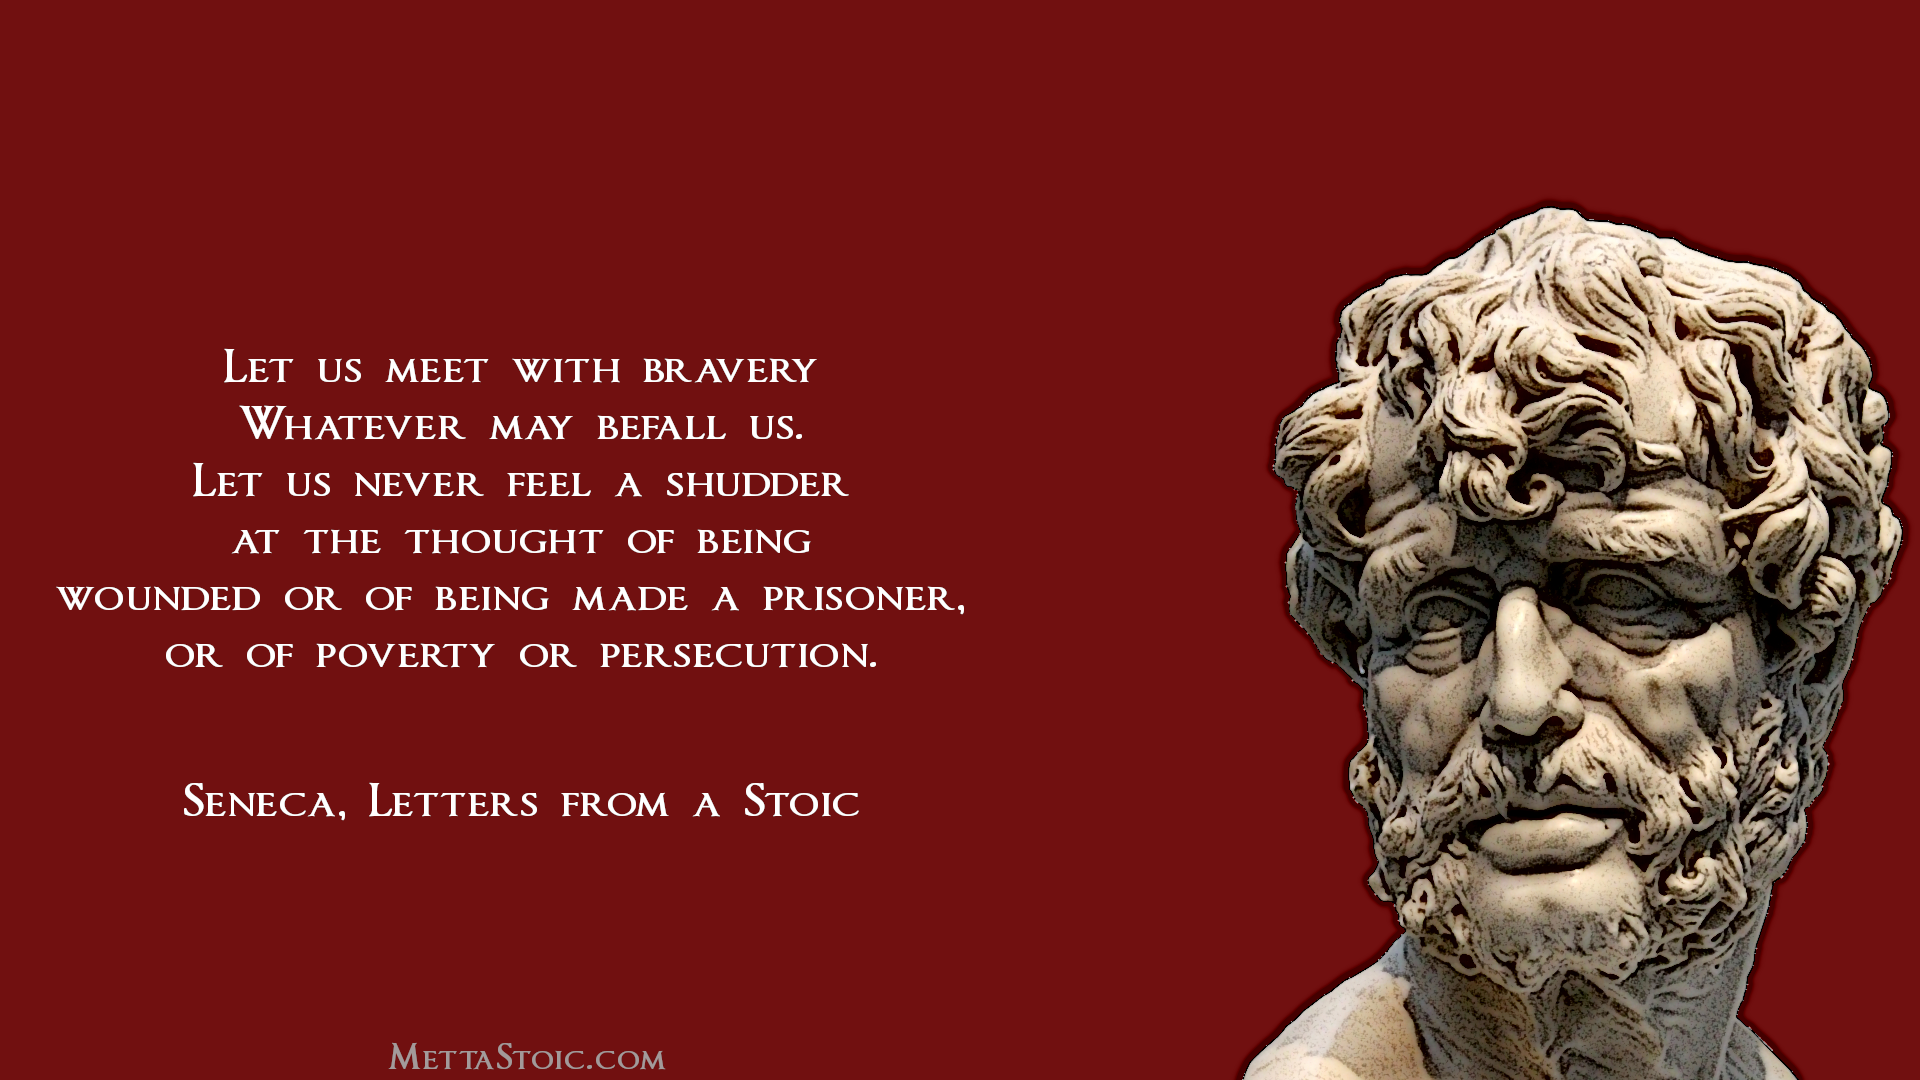 Let us meet with bravery
Whatever may befall us.
Let us never feel a shudder
at the thought of being
wounded or of being made a prisoner,
or of poverty or persecution.
Seneca, Letters from a Stoic
MettaStoic.com